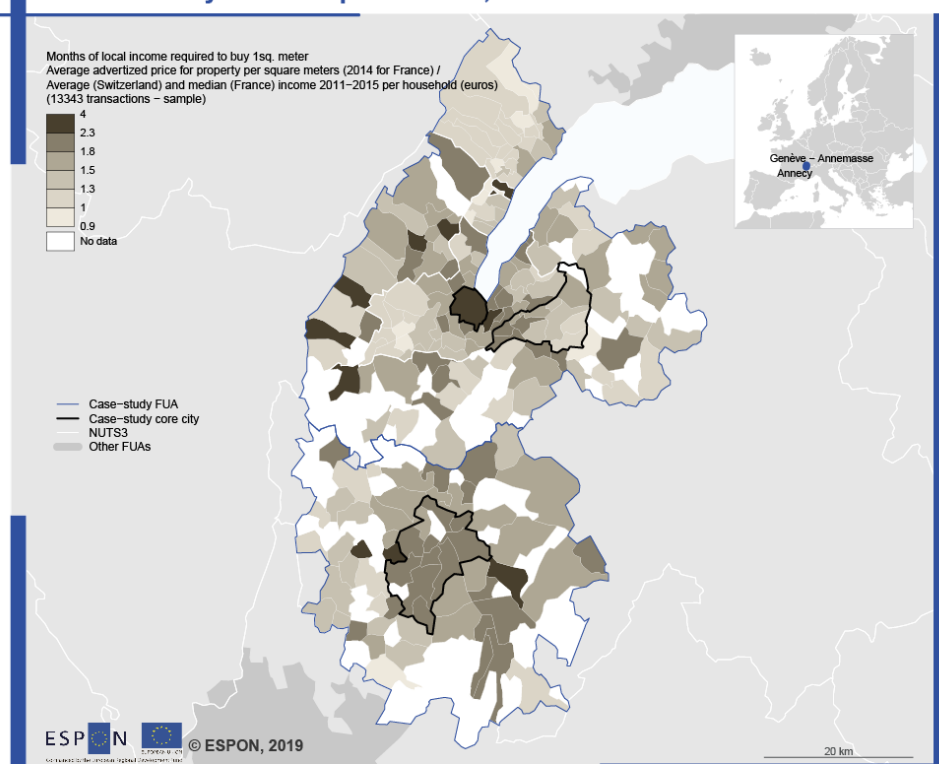 Months of local income required to buy 1sq. meter
Average advertized price for property per square meters (2014 for France) /
Average (Switzerland) and median (France) income 2011−2015 per household (euros)
(13343 transactions − sample)
4
2.3
1.8
1.5
1.3
1
0.9
No data
Genève − Annemasse
Annecy
Case−study FUA
Case−study core city
NUTS3
Other FUAs
ESPON
© ESPON, 2019
20 km